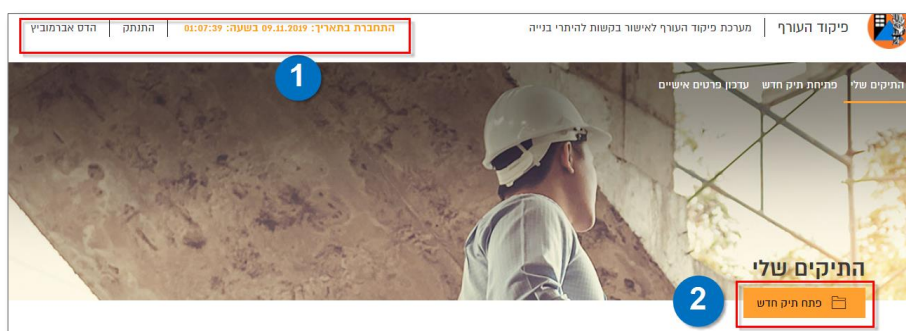 פיקוד העורף | מערכת פיקוד העורף לאישור בקשות להיתרי בנייה
התחברת בתאריך: 09.11.2019 בשעה: 01:07:39 | התנתק | הדס אברמוביץ
1
התיקים שלי פתיחת תיק חדש עדכון פרטים אישיים
התיקים שלי
פתח תיק חדש
2